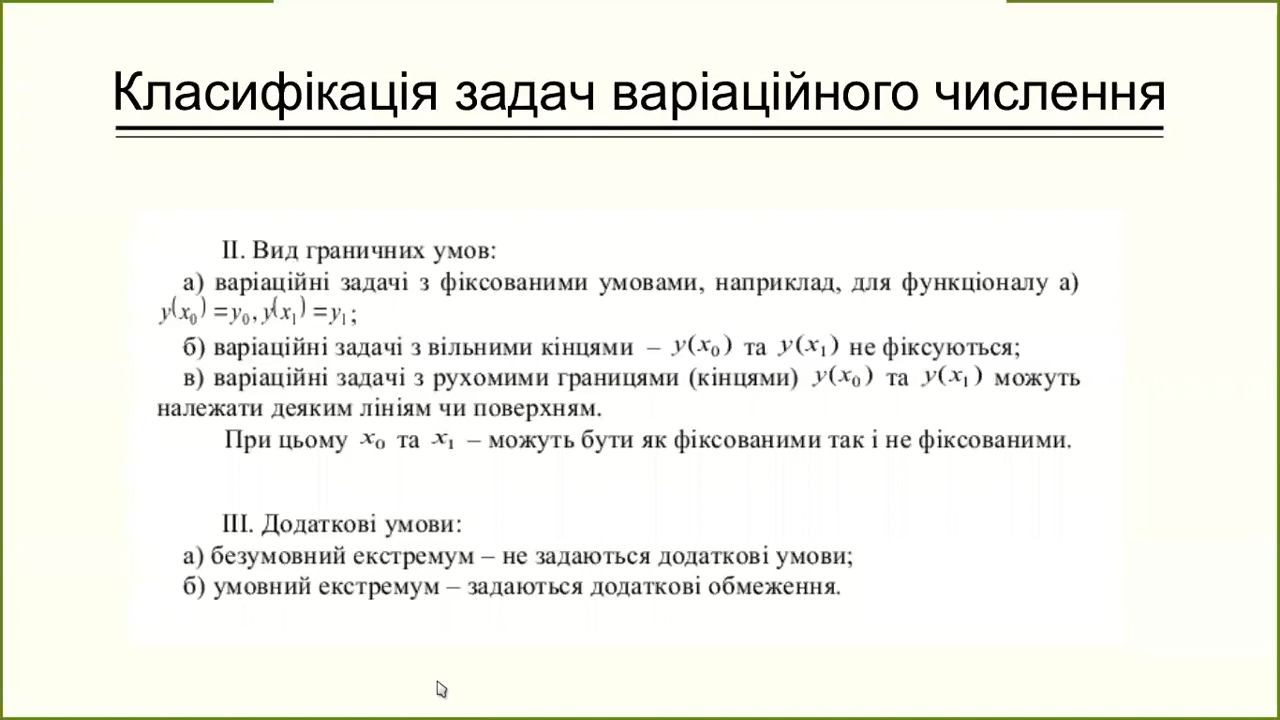 Класифікація задач варіаційного числення
II. Вид граничних умов:
а) варіаційні задачі з фіксованими умовами, наприклад, для функціоналу а)
y(x₀) = y₀, y(x₁) = y₁;
б) варіаційні задачі з вільними кінцями – y(x₀) та y(x₁) не фіксуються;
в) варіаційні задачі з рухомими границями (кінцями) y(x₀) та y(x₁) можуть
належати деяким лініям чи поверхням.
При цьому x₀ та x₁ – можуть бути як фіксованими так і не фіксованими.
III. Додаткові умови:
а) безумовний екстремум – не задаються додаткові умови;
б) умовний екстремум – задаються додаткові обмеження.